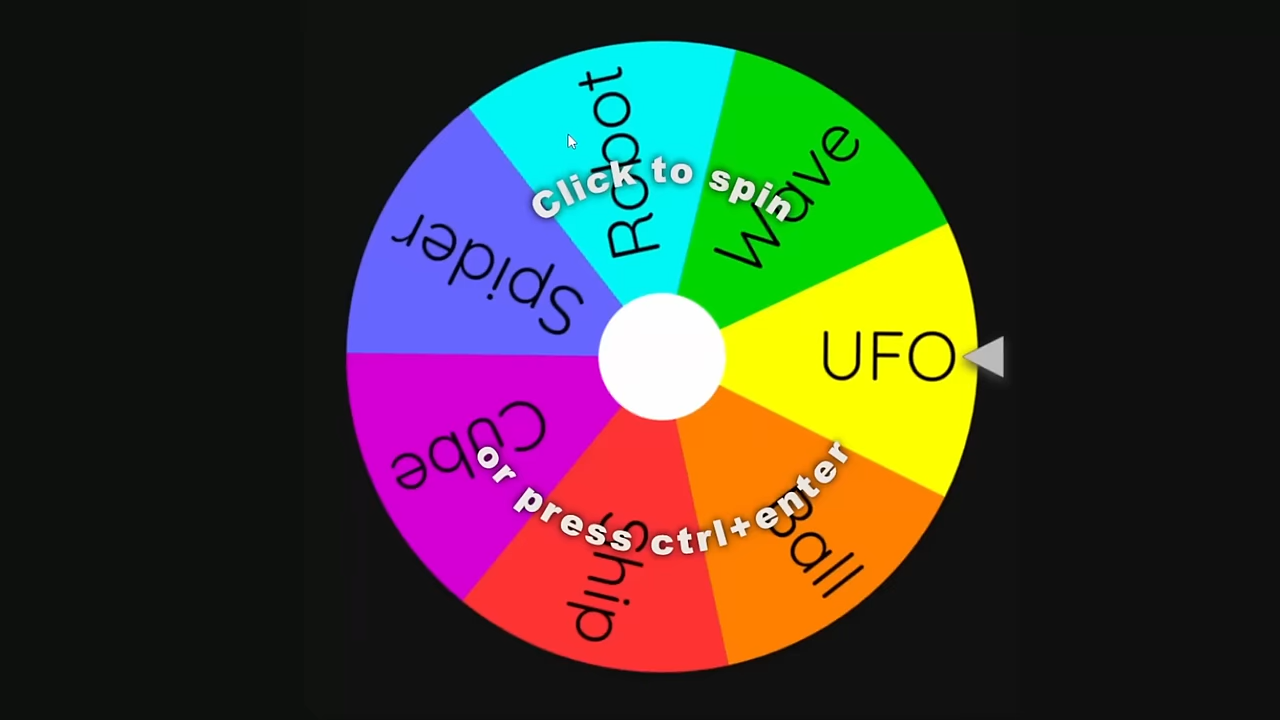 Robot
Wave
Click to spin
Spider
UFO
Cube
or press ctrl+enter
Ball
Ship